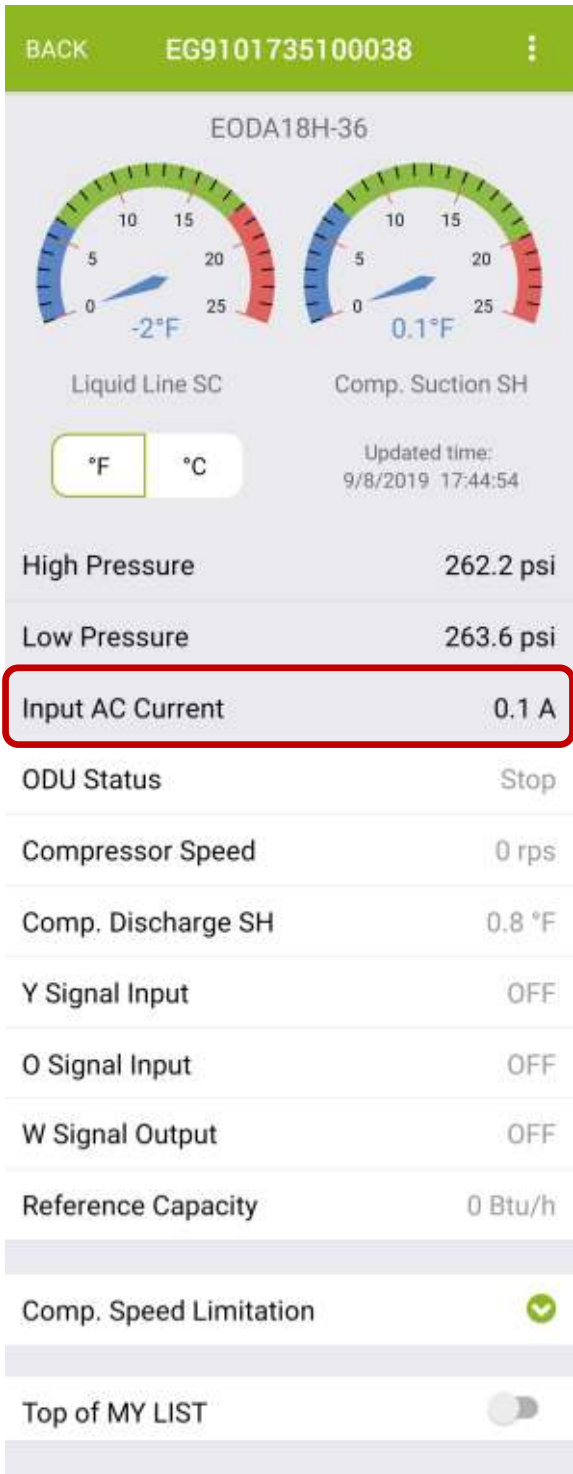 BACK EG9101735100038
EODA18H-36
0 5 10 15 20 25
-2°F
Liquid Line SC
0 5 10 15 20 25
0.1°F
Comp. Suction SH
°F °C
Updated time:
9/8/2019 17:44:54
High Pressure 262.2 psi
Low Pressure 263.6 psi
Input AC Current 0.1 A
ODU Status Stop
Compressor Speed 0 rps
Comp. Discharge SH 0.8 °F
Y Signal Input OFF
O Signal Input OFF
W Signal Output OFF
Reference Capacity 0 Btu/h
Comp. Speed Limitation
Top of MY LIST